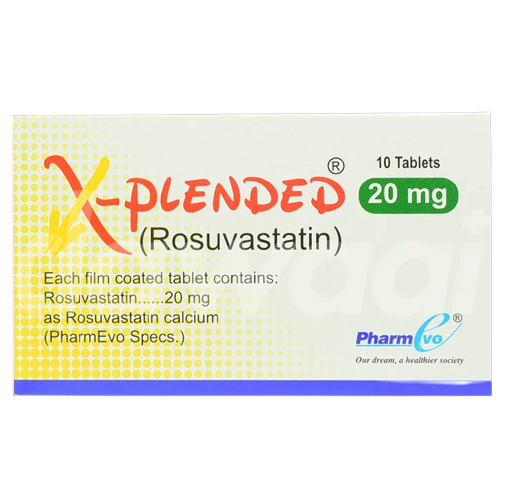 X-PLENDED®
10 Tablets
20 mg
(Rosuvastatin)
Each film coated tablet contains:
Rosuvastatin......20 mg
as Rosuvastatin calcium
(PharmEvo Specs.)
PharmEvo®
Our dream, a healthier society